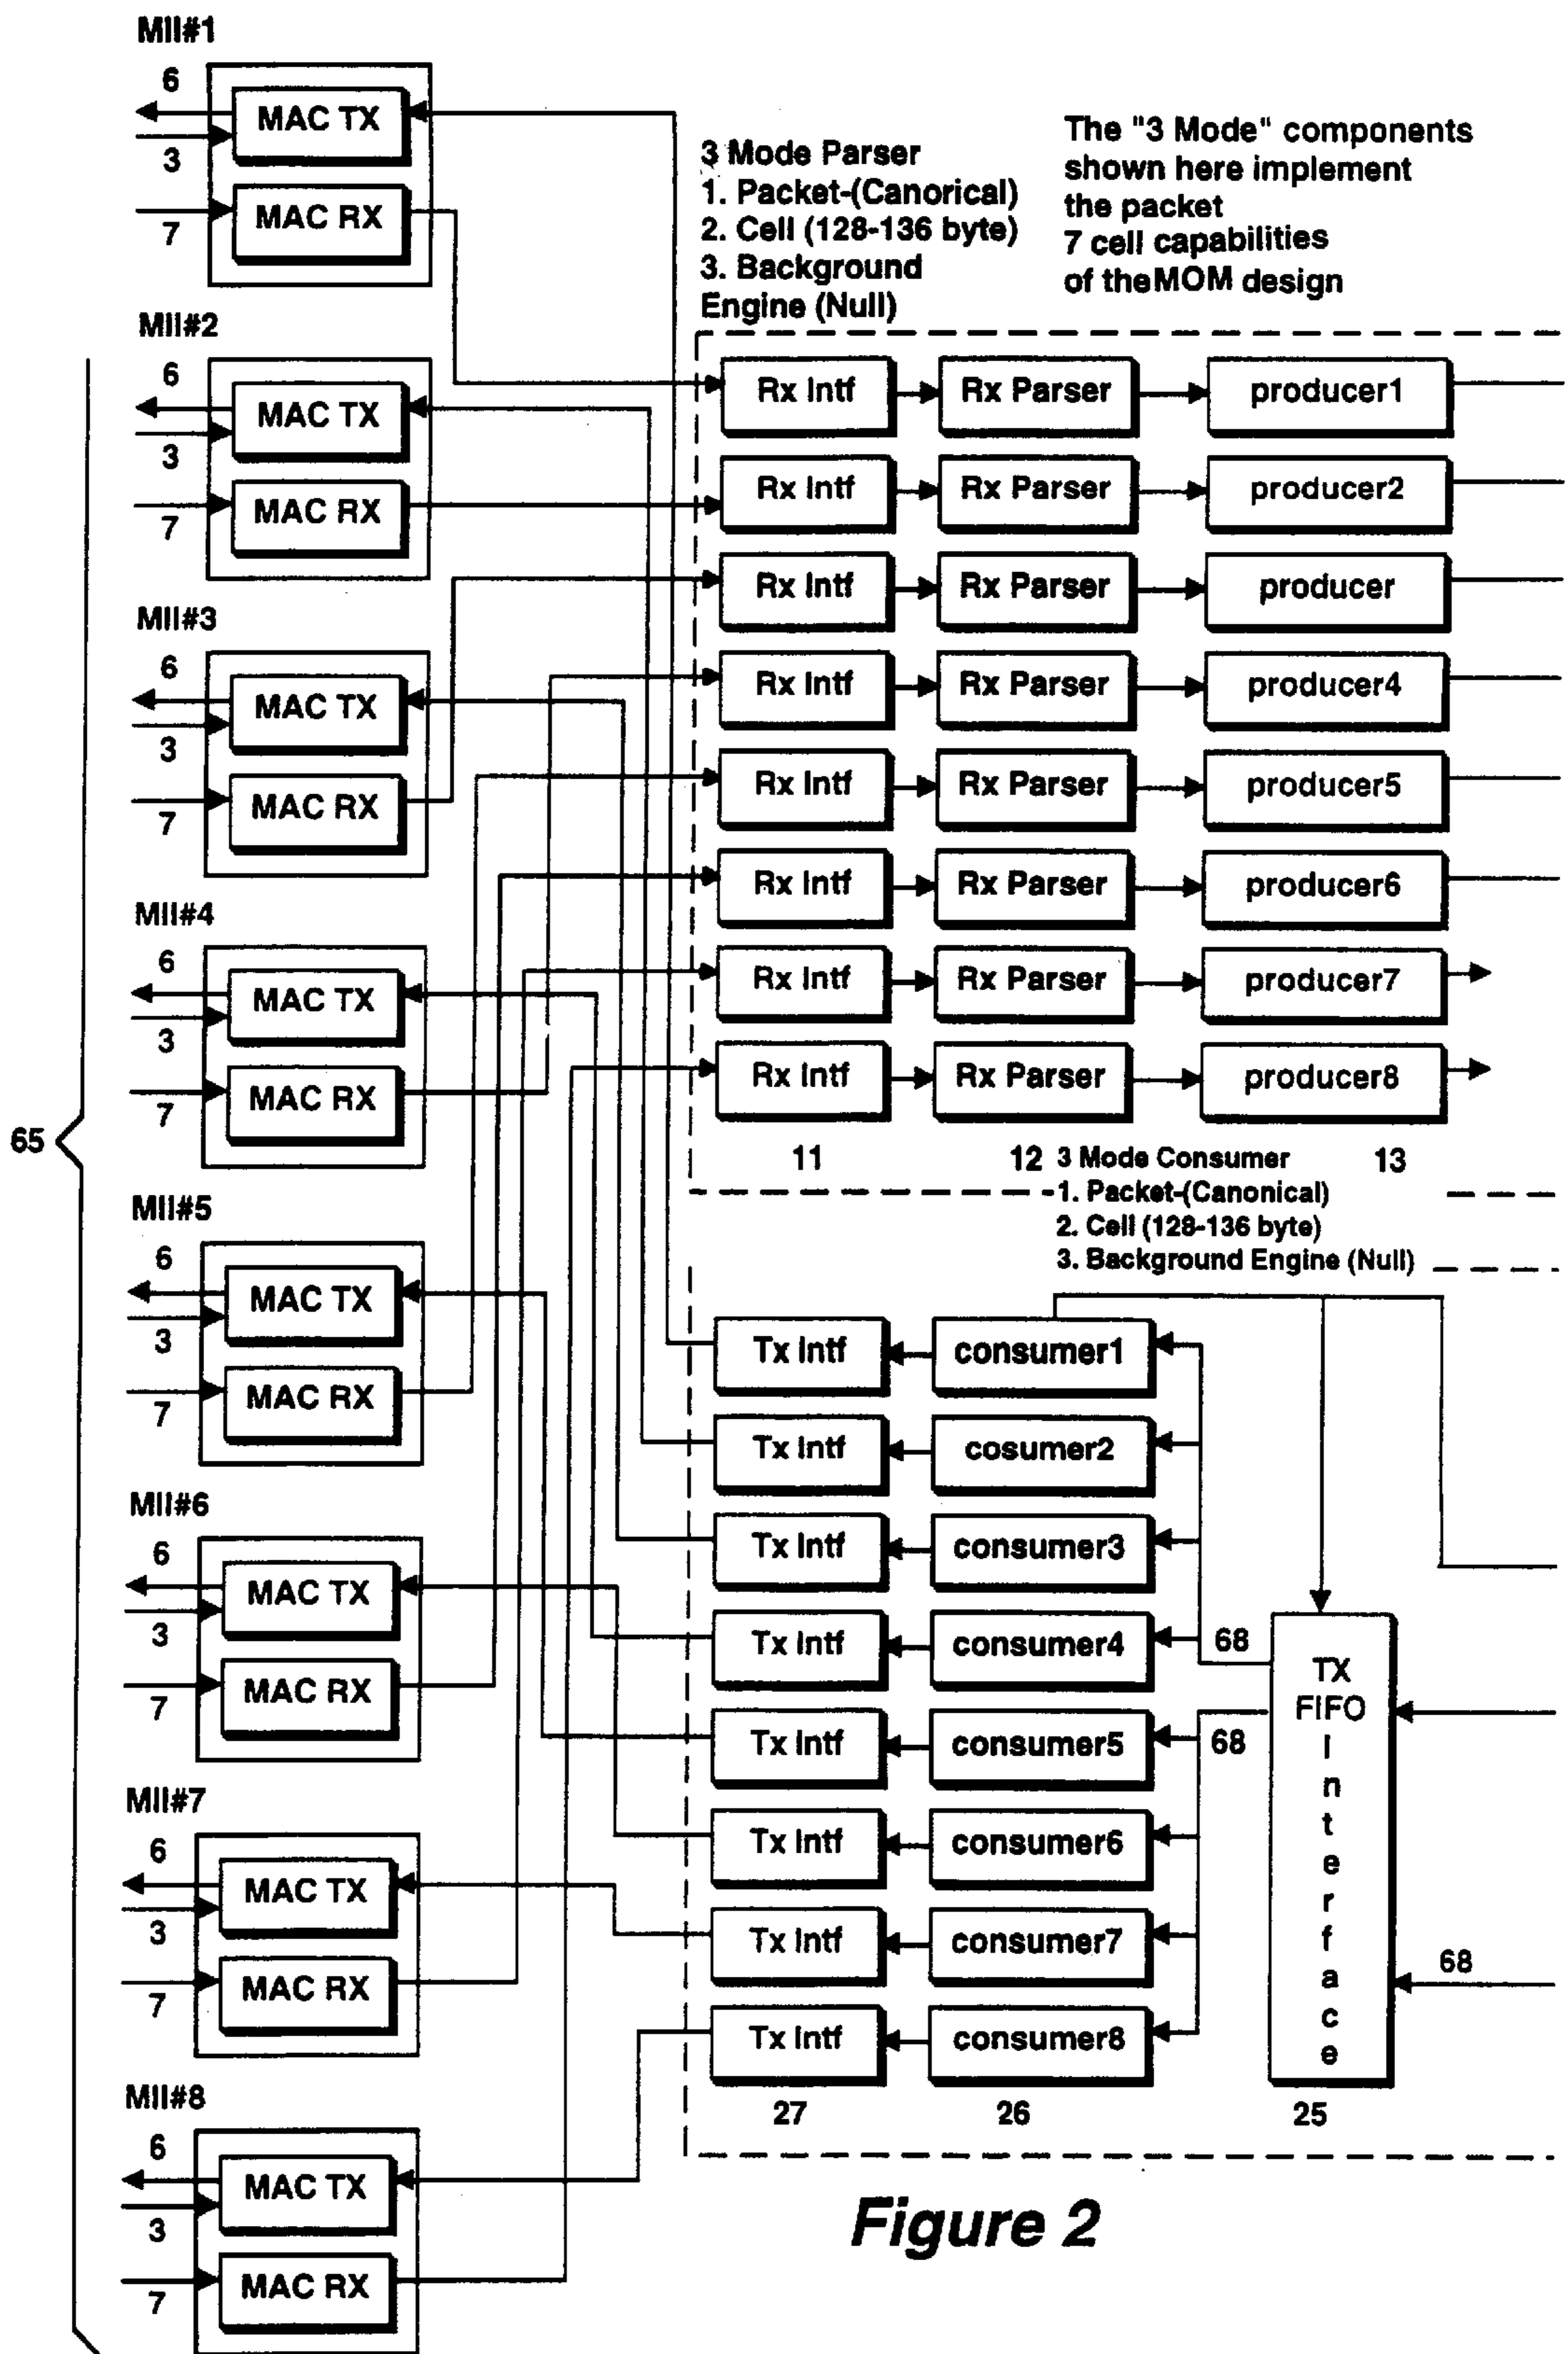 MII#1
6
MAC TX
3
MAC RX
7
3 Mode Parser
1. Packet-(Canorical)
2. Cell (128-136 byte)
3. Background
Engine (Null)
The "3 Mode" components
shown here implement
the packet
7 cell capabilities
of theMOM design
MII#2
6
MAC TX
3
MAC RX
7
MII#3
6
MAC TX
3
MAC RX
7
MII#4
6
MAC TX
3
MAC RX
7
65
MII#5
6
MAC TX
3
MAC RX
7
MII#6
6
MAC TX
3
MAC RX
7
MII#7
6
MAC TX
3
MAC RX
7
MII#8
6
MAC TX
3
MAC RX
7
Rx Intf Rx Parser producer1
Rx Intf Rx Parser producer2
Rx Intf Rx Parser producer
Rx Intf Rx Parser producer4
Rx Intf Rx Parser producer5
Rx Intf Rx Parser producer6
Rx Intf Rx Parser producer7
Rx Intf Rx Parser producer8
11 12 13
3 Mode Consumer
1. Packet-(Canonical)
2. Cell (128-136 byte)
3. Background Engine (Null)
Tx Intf consumer1
Tx Intf cosumer2
Tx Intf consumer3
Tx Intf consumer4
68
Tx Intf consumer5
68
Tx Intf consumer6
Tx Intf consumer7
Tx Intf consumer8
TX
FIFO
I
n
t
e
r
f
a
c
e
68
27 26 25
Figure 2